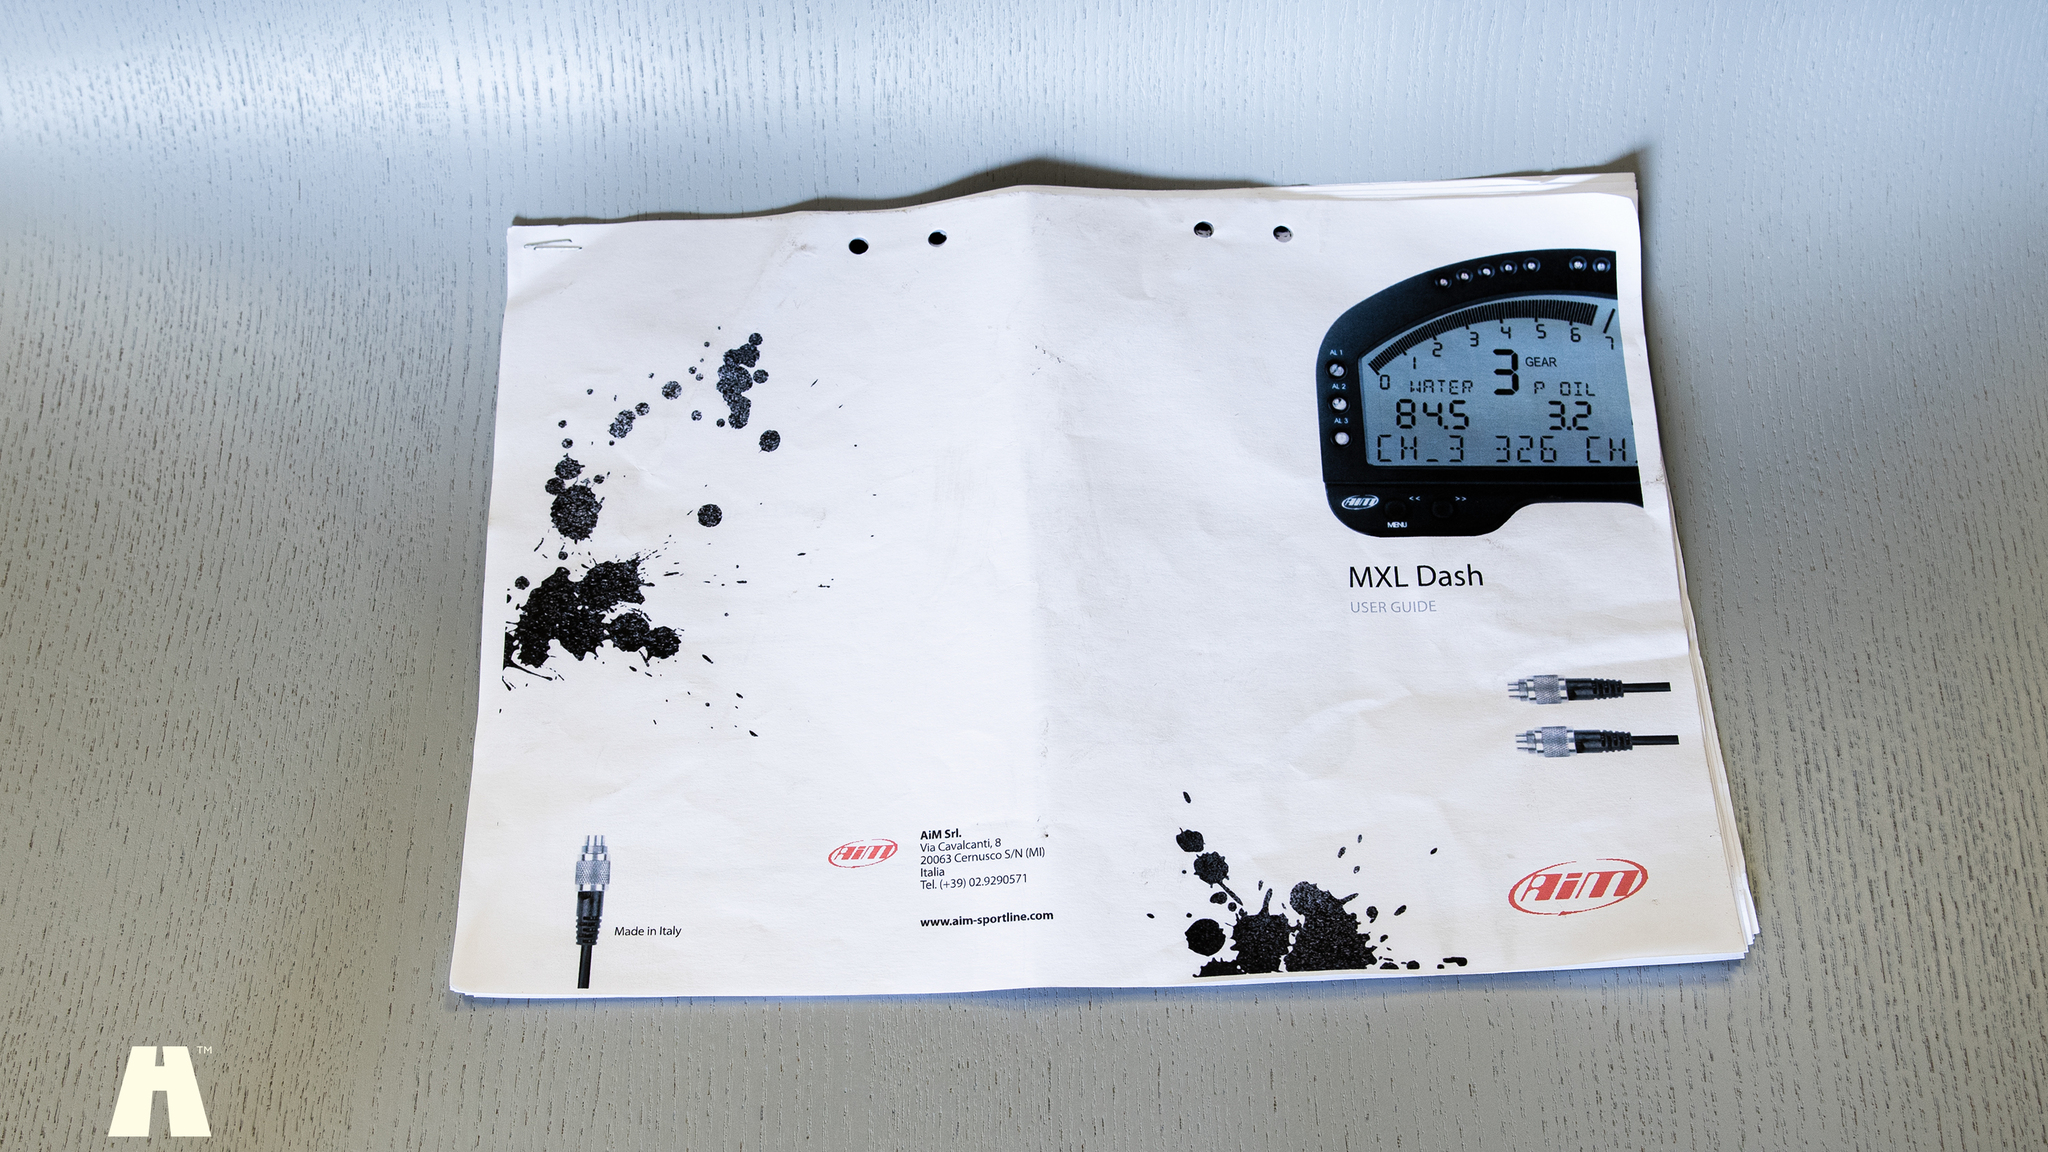 Made in Italy
AiM
AiM Srl.
Via Cavalcanti, 8
20063 Cernusco S/N (MI)
Italia
Tel. (+39) 02.9290571
www.aim-sportline.com
0 1 2 3 4 5 6 7
3 GEAR
WATER P OIL
84.5 3.2
CH_3 326 CH
AL 1
AL 2
AL 3
AiM << >>
MENU
MXL Dash
USER GUIDE
AiM
H™